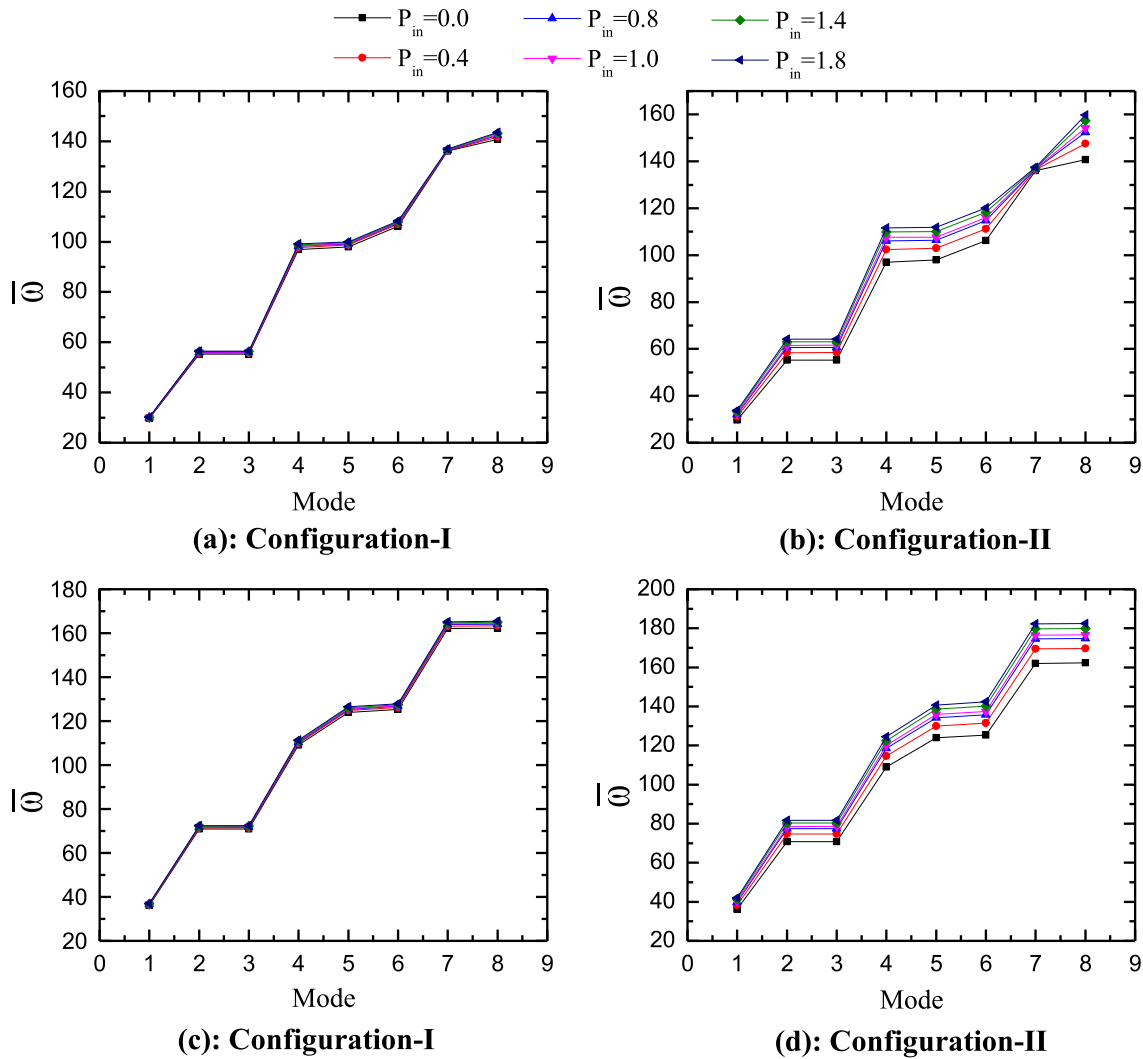 P_in=0.0 P_in=0.8 P_in=1.4
P_in=0.4 P_in=1.0 P_in=1.8
160
140
120
100
80
60
40
20
ω̅
0 1 2 3 4 5 6 7 8 9
Mode
(a): Configuration-I
160
140
120
100
80
60
40
20
ω̅
0 1 2 3 4 5 6 7 8 9
Mode
(b): Configuration-II
180
160
140
120
100
80
60
40
20
ω̅
0 1 2 3 4 5 6 7 8 9
Mode
(c): Configuration-I
200
180
160
140
120
100
80
60
40
20
ω̅
0 1 2 3 4 5 6 7 8 9
Mode
(d): Configuration-II